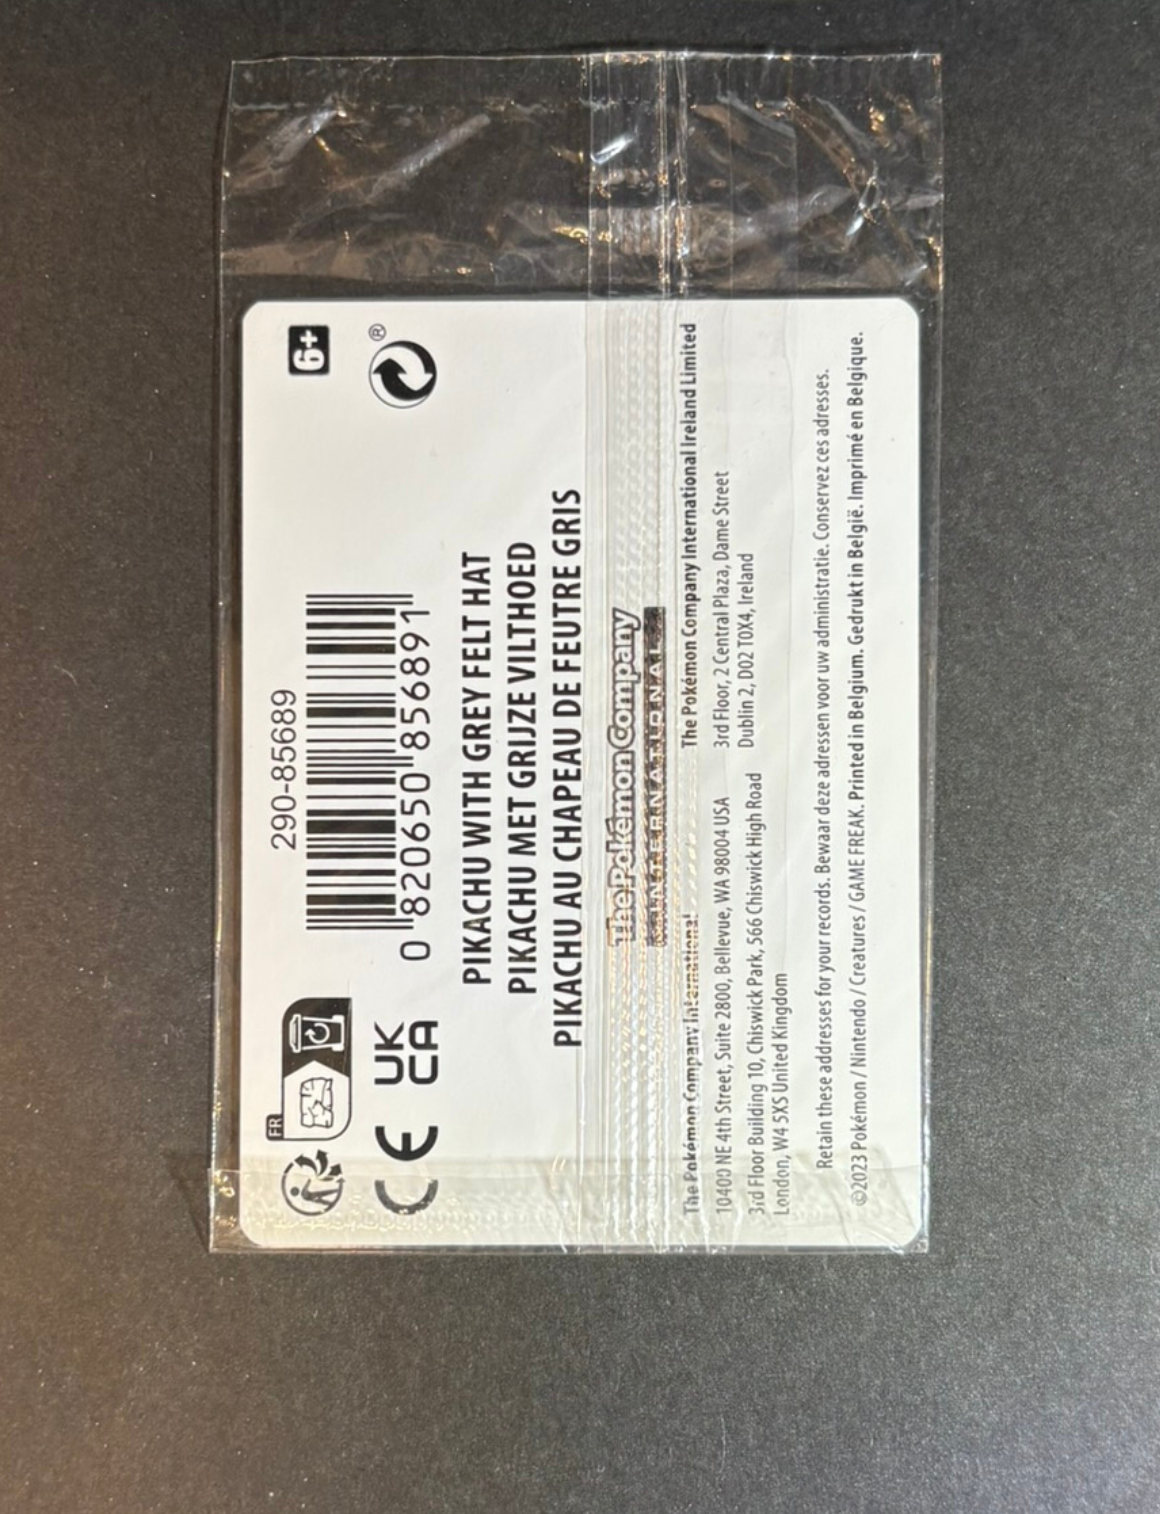 290-85689
0 820650 856891
6+
®
FR
CE
UK
CA
PIKACHU WITH GREY FELT HAT
PIKACHU MET GRIJZE VILTHOED
PIKACHU AU CHAPEAU DE FEUTRE GRIS
The Pokémon Company
INTERNATIONAL
The Pokémon Company International
10400 NE 4th Street, Suite 2800, Bellevue, WA 98004 USA
3rd Floor Building 10, Chiswick Park, 566 Chiswick High Road
London, W4 5XS United Kingdom
The Pokémon Company International Ireland Limited
3rd Floor, 2 Central Plaza, Dame Street
Dublin 2, D02 T0X4, Ireland
Retain these addresses for your records. Bewaar deze adressen voor uw administratie. Conservez ces adresses.
©2023 Pokémon / Nintendo / Creatures / GAME FREAK. Printed in Belgium. Gedrukt in België. Imprimé en Belgique.